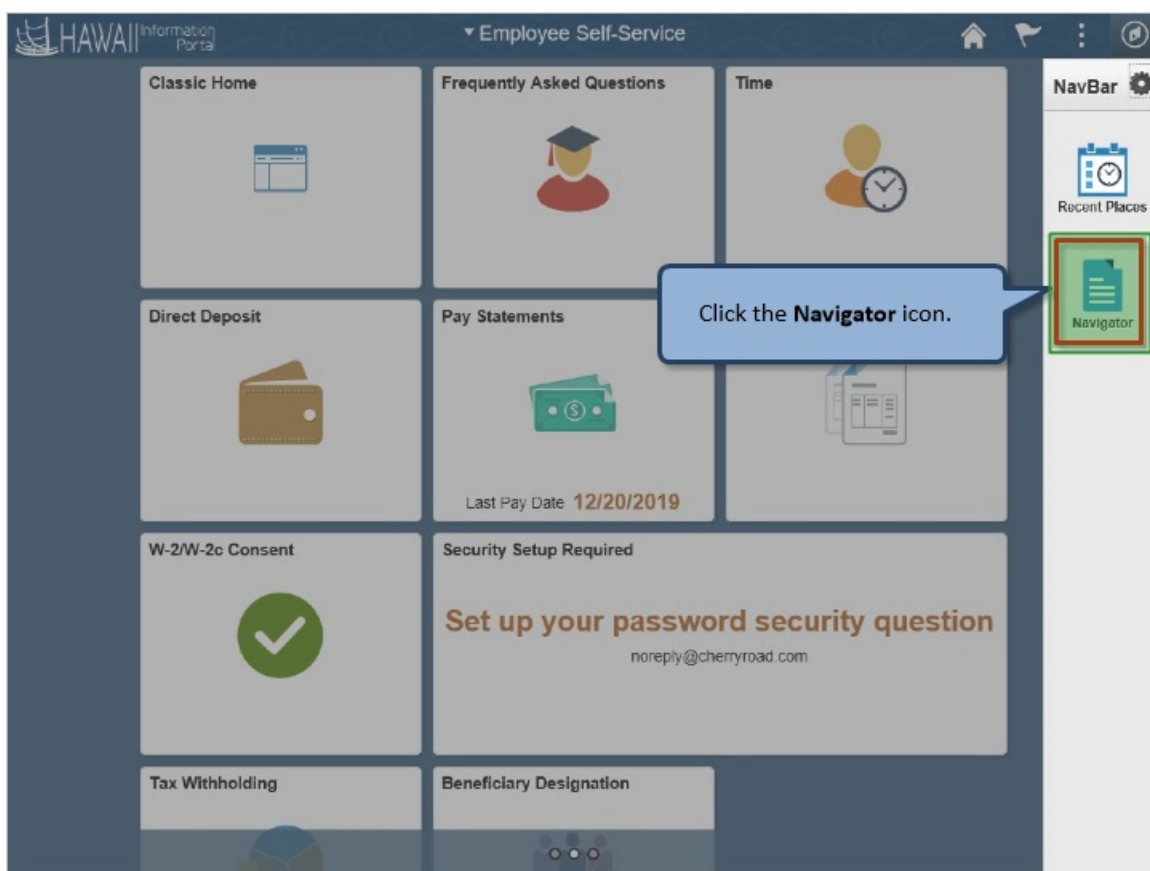 HAWAII Information
Portal
Employee Self-Service
NavBar
Classic Home
Frequently Asked Questions
Time
Recent Places
Direct Deposit
Pay Statements
Click the Navigator icon.
Navigator
Last Pay Date 12/20/2019
W-2/W-2c Consent
Security Setup Required
Set up your password security question
noreply@cherryroad.com
Tax Withholding
Beneficiary Designation